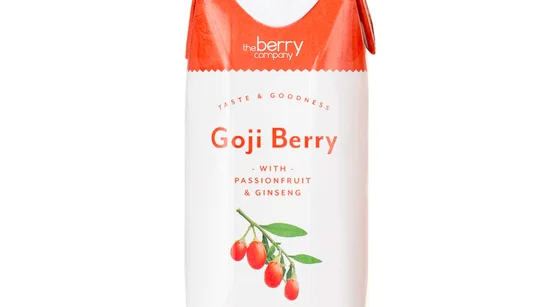 the berry
company
TASTE & GOODNESS
Goji Berry
- WITH -
PASSIONFRUIT
& GINSENG